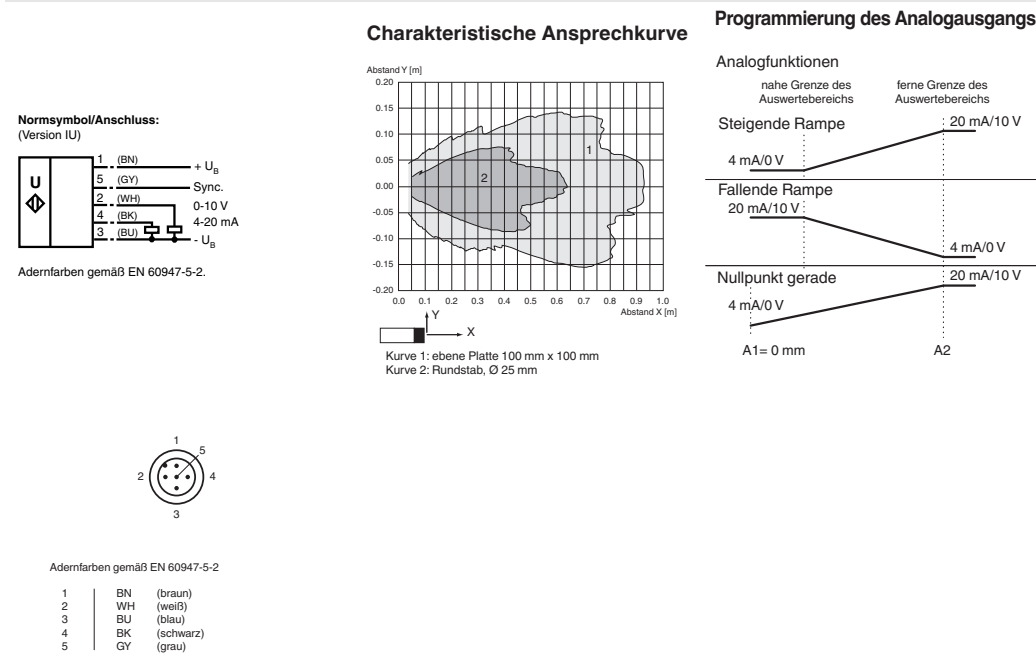 Normsymbol/Anschluss:
(Version IU)
U
1 (BN)
+ UB
5 (GY)
Sync.
2 (WH)
0-10 V
4 (BK)
4-20 mA
3 (BU)
- UB
Adernfarben gemäß EN 60947-5-2.
1
5
2
4
3
Adernfarben gemäß EN 60947-5-2
1 BN (braun)
2 WH (weiß)
3 BU (blau)
4 BK (schwarz)
5 GY (grau)
Charakteristische Ansprechkurve
Abstand Y [m]
0.20
0.15
0.10
0.05
0.00
-0.05
-0.10
-0.15
-0.20
1
2
0.0 0.1 0.2 0.3 0.4 0.5 0.6 0.7 0.8 0.9 1.0
Abstand X [m]
Y
X
Kurve 1: ebene Platte 100 mm x 100 mm
Kurve 2: Rundstab, Ø 25 mm
Programmierung des Analogausgangs
Analogfunktionen
nahe Grenze des
Auswertebereichs
ferne Grenze des
Auswertebereichs
Steigende Rampe
20 mA/10 V
4 mA/0 V
Fallende Rampe
20 mA/10 V
4 mA/0 V
Nullpunkt gerade
20 mA/10 V
4 mA/0 V
A1= 0 mm
A2